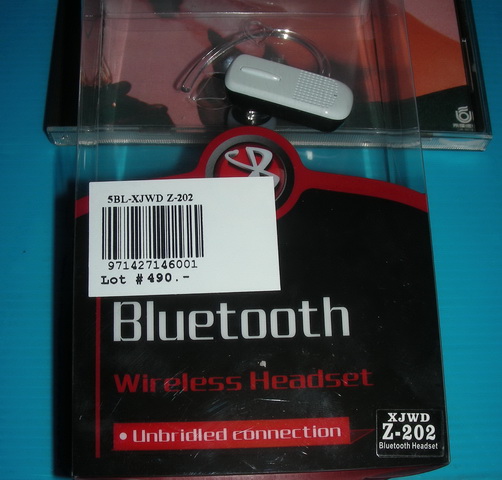 5BL-XJWD Z-202
971427146001
Lot #490.-
Bluetooth
Wireless Headset
• Unbridled connection
XJWD
Z-202
Bluetooth Headset